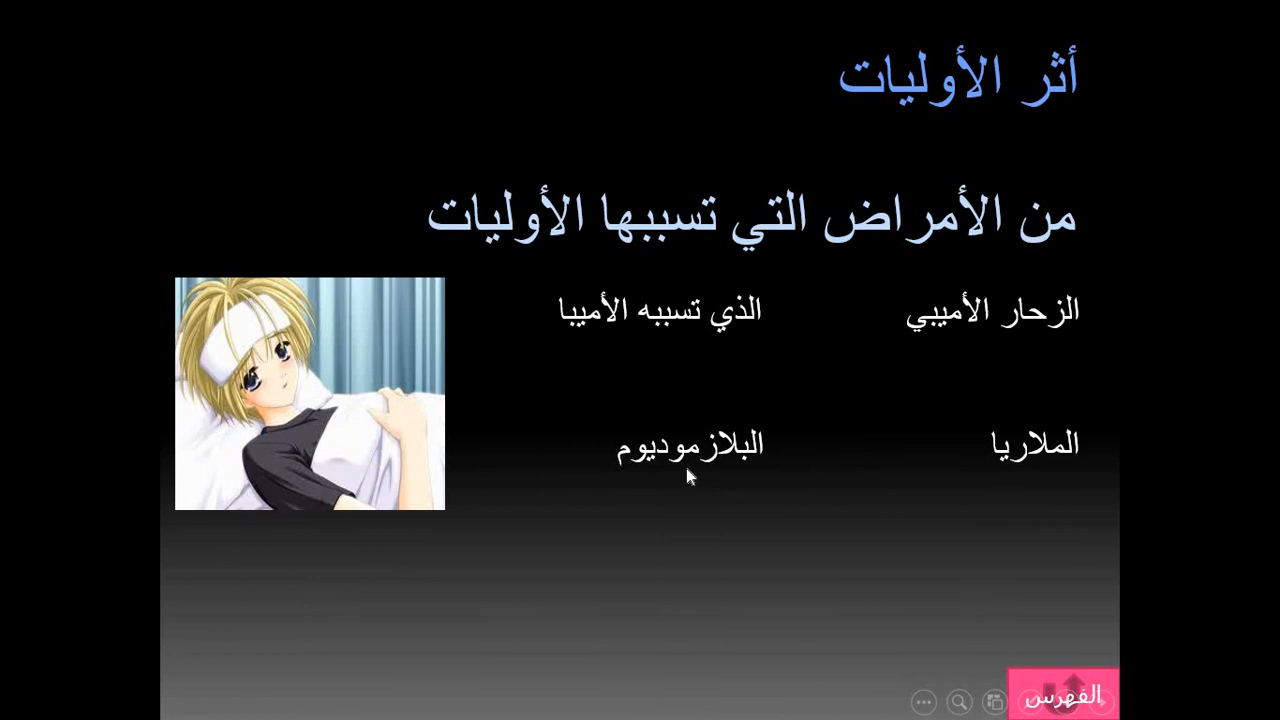 أثر الأوليات
من الأمراض التي تسببها الأوليات
الزحار الأميبي الذي تسببه الأميبا
الملاريا البلازموديوم
الفهرس